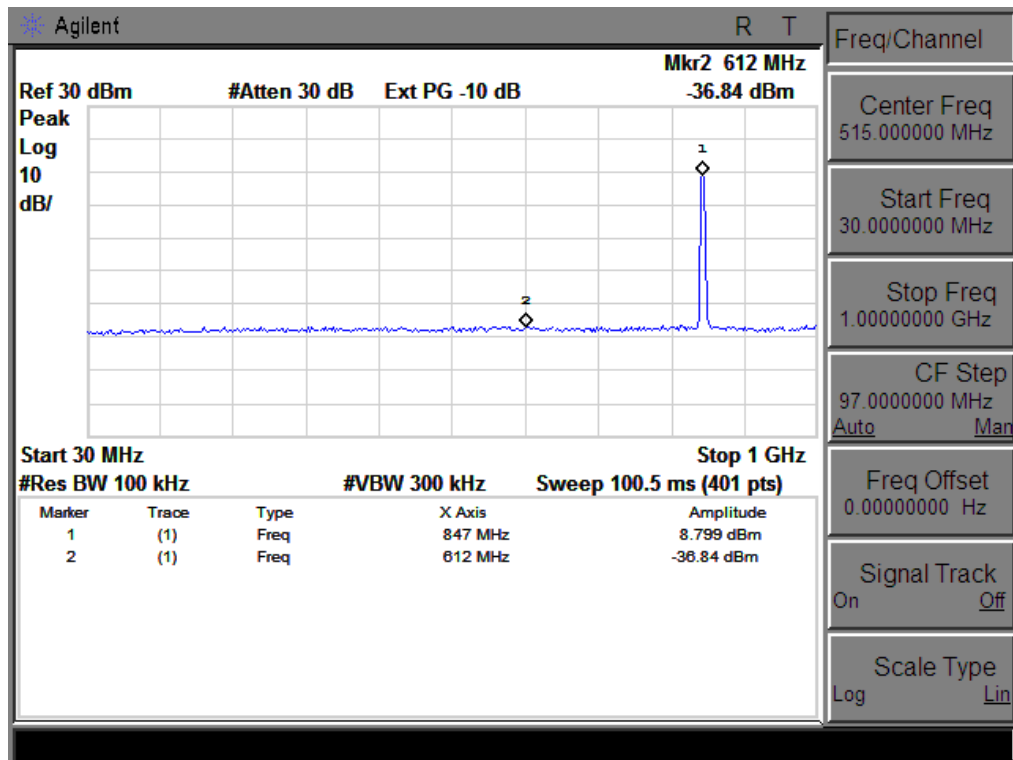 Agilent R T
Mkr2 612 MHz
Ref 30 dBm #Atten 30 dB Ext PG -10 dB -36.84 dBm
Peak
Log
10
dB/
1
2
Start 30 MHz Stop 1 GHz
#Res BW 100 kHz #VBW 300 kHz Sweep 100.5 ms (401 pts)
Marker Trace Type X Axis Amplitude
1 (1) Freq 847 MHz 8.799 dBm
2 (1) Freq 612 MHz -36.84 dBm
Freq/Channel
Center Freq
515.000000 MHz
Start Freq
30.0000000 MHz
Stop Freq
1.00000000 GHz
CF Step
97.0000000 MHz
Auto Man
Freq Offset
0.00000000 Hz
Signal Track
On Off
Scale Type
Log Lin